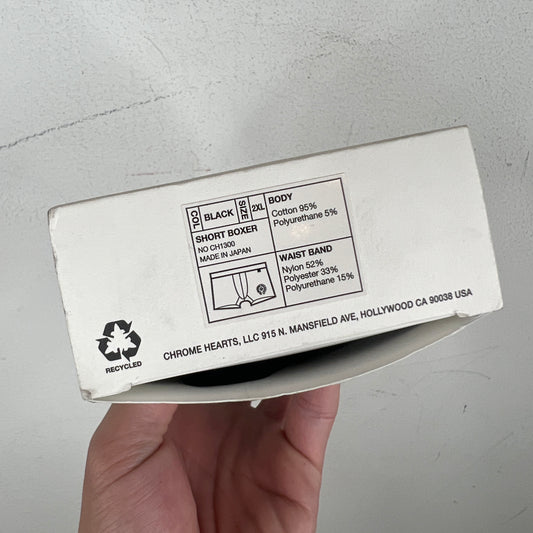 COL BLACK SIZE 2XL
SHORT BOXER
NO CH1300
MADE IN JAPAN
BODY
Cotton 95%
Polyurethane 5%
WAIST BAND
Nylon 52%
Polyester 33%
Polyurethane 15%
RECYCLED
CHROME HEARTS, LLC 915 N. MANSFIELD AVE, HOLLYWOOD CA 90038 USA